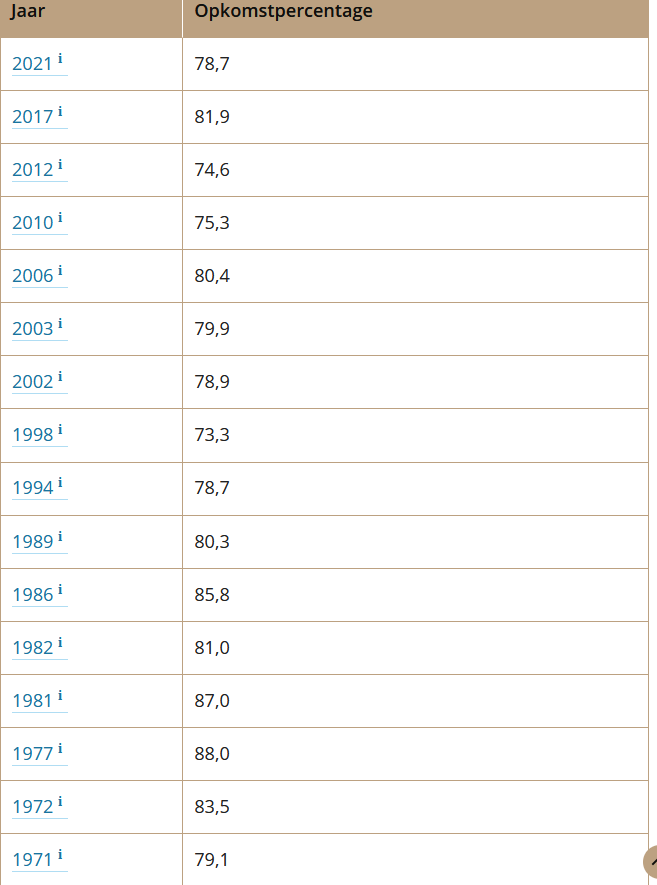 Jaar Opkomstpercentage
2021 i 78,7
2017 i 81,9
2012 i 74,6
2010 i 75,3
2006 i 80,4
2003 i 79,9
2002 i 78,9
1998 i 73,3
1994 i 78,7
1989 i 80,3
1986 i 85,8
1982 i 81,0
1981 i 87,0
1977 i 88,0
1972 i 83,5
1971 i 79,1